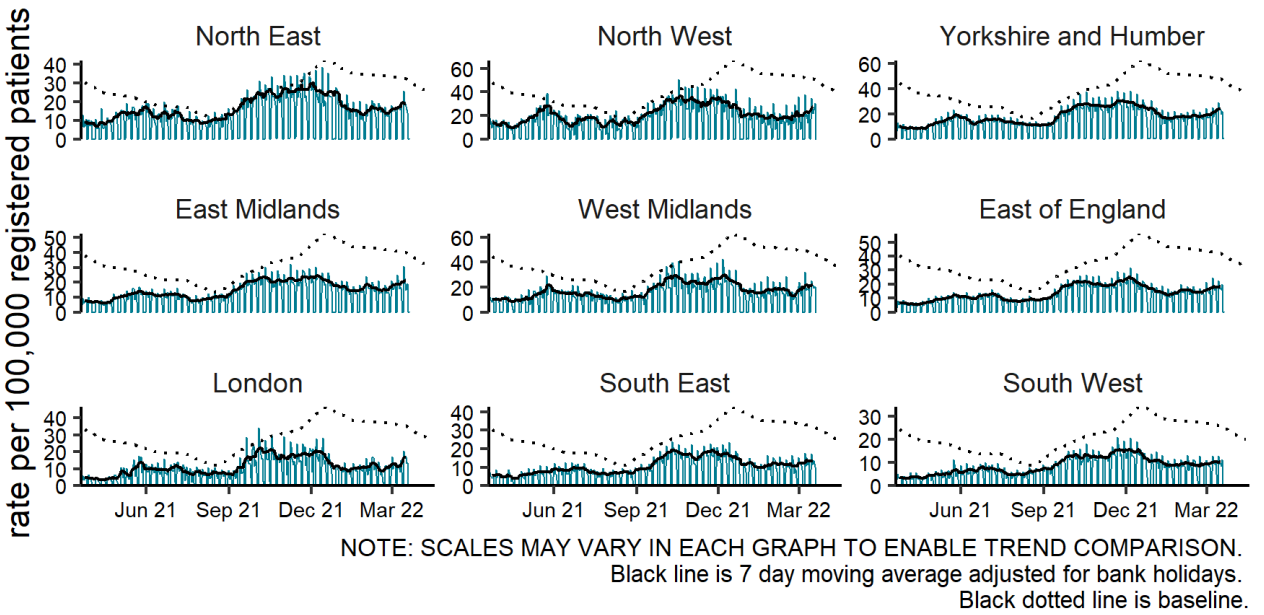 rate per 100,000 registered patients
North East
40
30
20
10
0
North West
60
40
20
0
Yorkshire and Humber
60
40
20
0
East Midlands
50
40
30
20
10
0
West Midlands
60
40
20
0
East of England
50
40
30
20
10
0
London
40
30
20
10
0
Jun 21 Sep 21 Dec 21 Mar 22
South East
40
30
20
10
0
Jun 21 Sep 21 Dec 21 Mar 22
South West
30
20
10
0
Jun 21 Sep 21 Dec 21 Mar 22
NOTE: SCALES MAY VARY IN EACH GRAPH TO ENABLE TREND COMPARISON.
Black line is 7 day moving average adjusted for bank holidays.
Black dotted line is baseline.